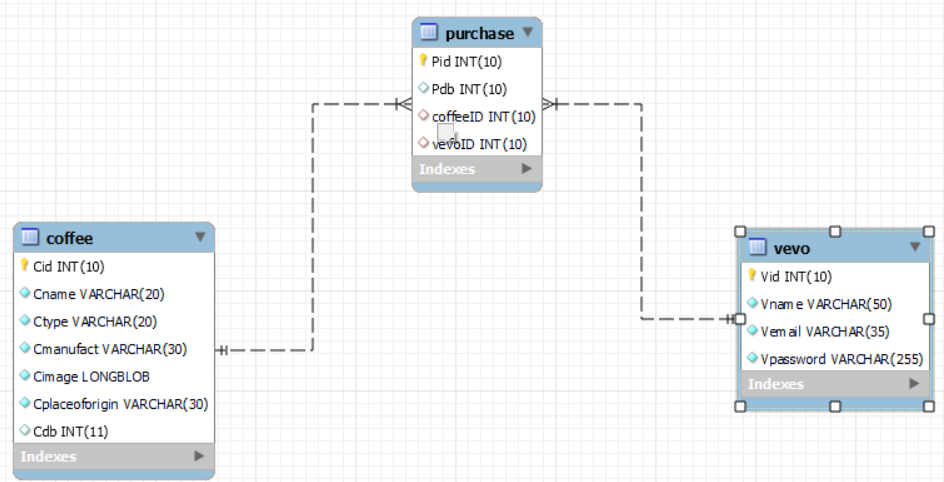 purchase
Pid INT(10)
Pdb INT(10)
coffeeID INT(10)
vevoID INT(10)
Indexes
coffee
Cid INT(10)
Cname VARCHAR(20)
Ctype VARCHAR(20)
Cmanufact VARCHAR(30)
Cimage LONGBLOB
Cplaceoforigin VARCHAR(30)
Cdb INT(11)
Indexes
vevo
Vid INT(10)
Vname VARCHAR(50)
Vemail VARCHAR(35)
Vpassword VARCHAR(255)
Indexes